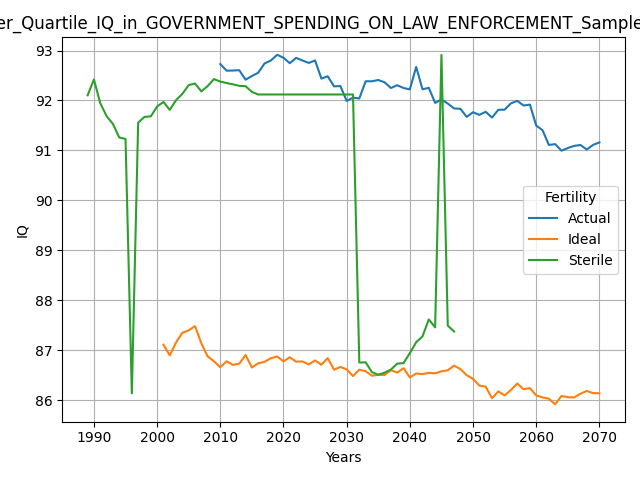 er_Quartile_IQ_in_GOVERNMENT_SPENDING_ON_LAW_ENFORCEMENT_Sample
93
92
91
90
89
88
87
86
IQ
Fertility
Actual
Ideal
Sterile
1990 2000 2010 2020 2030 2040 2050 2060 2070
Years